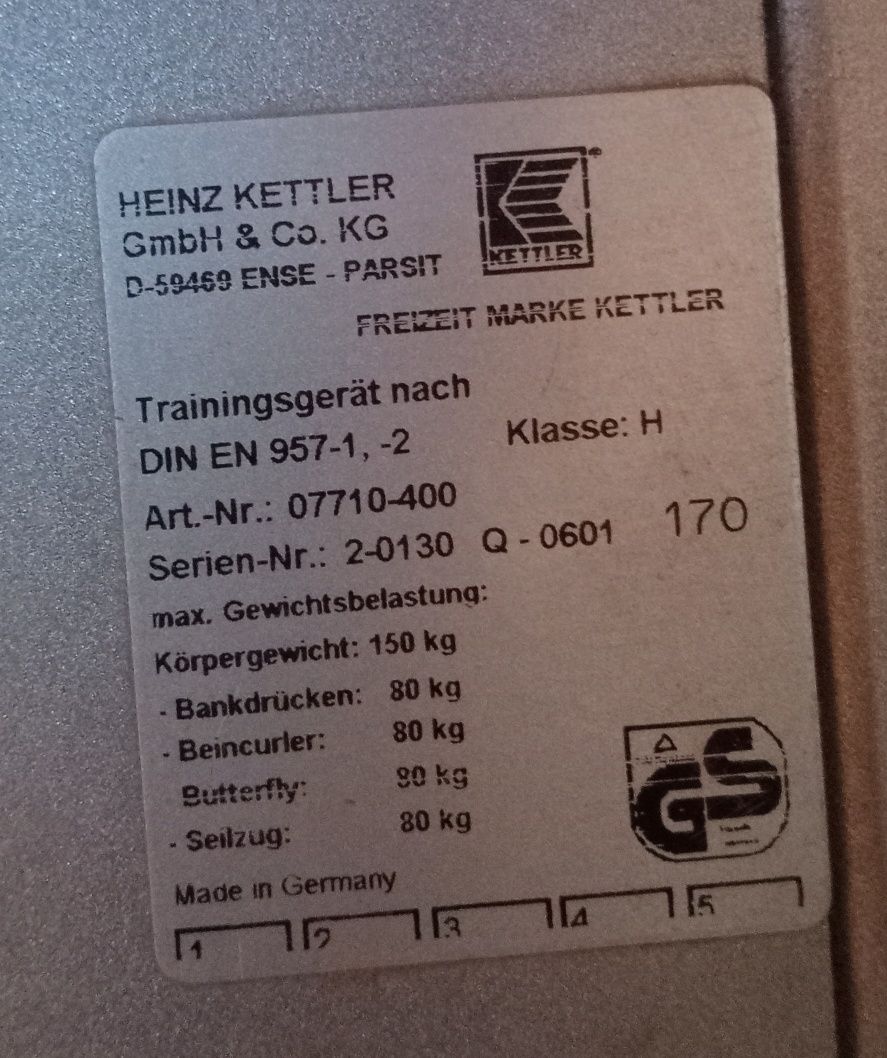 HEINZ KETTLER
GmbH & Co. KG
D-59469 ENSE - PARSIT
KETTLER
FREIZEIT MARKE KETTLER
Trainingsgerät nach
DIN EN 957-1, -2 Klasse: H
Art.-Nr.: 07710-400
Serien-Nr.: 2-0130 Q - 0601 170
max. Gewichtsbelastung:
Körpergewicht: 150 kg
- Bankdrücken: 80 kg
- Beincurler: 80 kg
Butterfly: 80 kg
- Seilzug: 80 kg
GS
Made in Germany
1 2 3 4 5